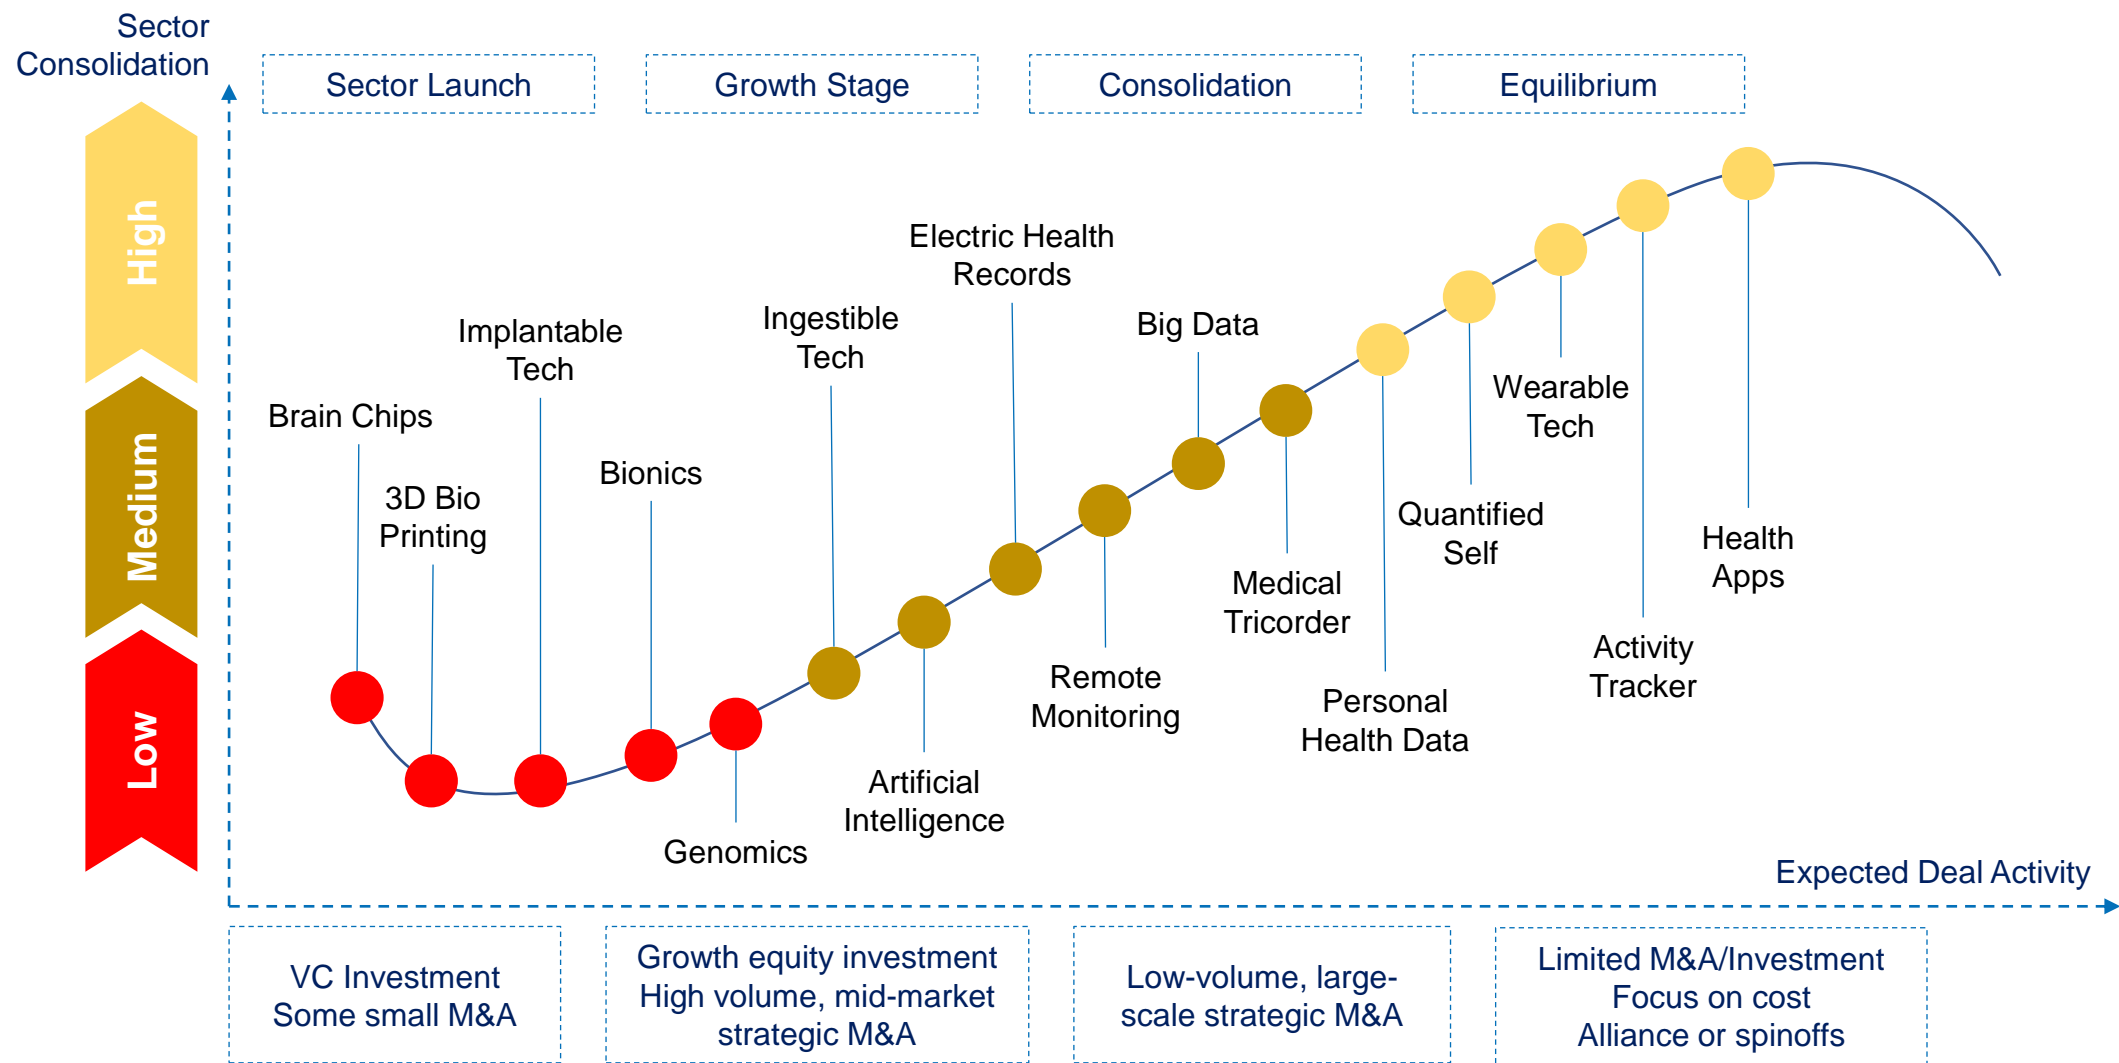 Sector
Consolidation
Sector Launch
Growth Stage
Consolidation
Equilibrium
High
Medium
Low
Brain Chips
3D Bio
Printing
Implantable
Tech
Bionics
Genomics
Ingestible
Tech
Artificial
Intelligence
Electric Health
Records
Remote
Monitoring
Big Data
Medical
Tricorder
Personal
Health Data
Quantified
Self
Wearable
Tech
Activity
Tracker
Health
Apps
Expected Deal Activity
VC Investment
Some small M&A
Growth equity investment
High volume, mid-market
strategic M&A
Low-volume, large-
scale strategic M&A
Limited M&A/Investment
Focus on cost
Alliance or spinoffs